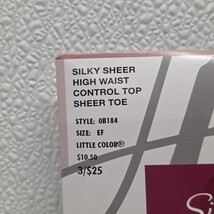 SILKY SHEER
HIGH WAIST
CONTROL TOP
SHEER TOE
STYLE: 0B184
SIZE: EF
LITTLE COLOR®
$10.50
3/$25